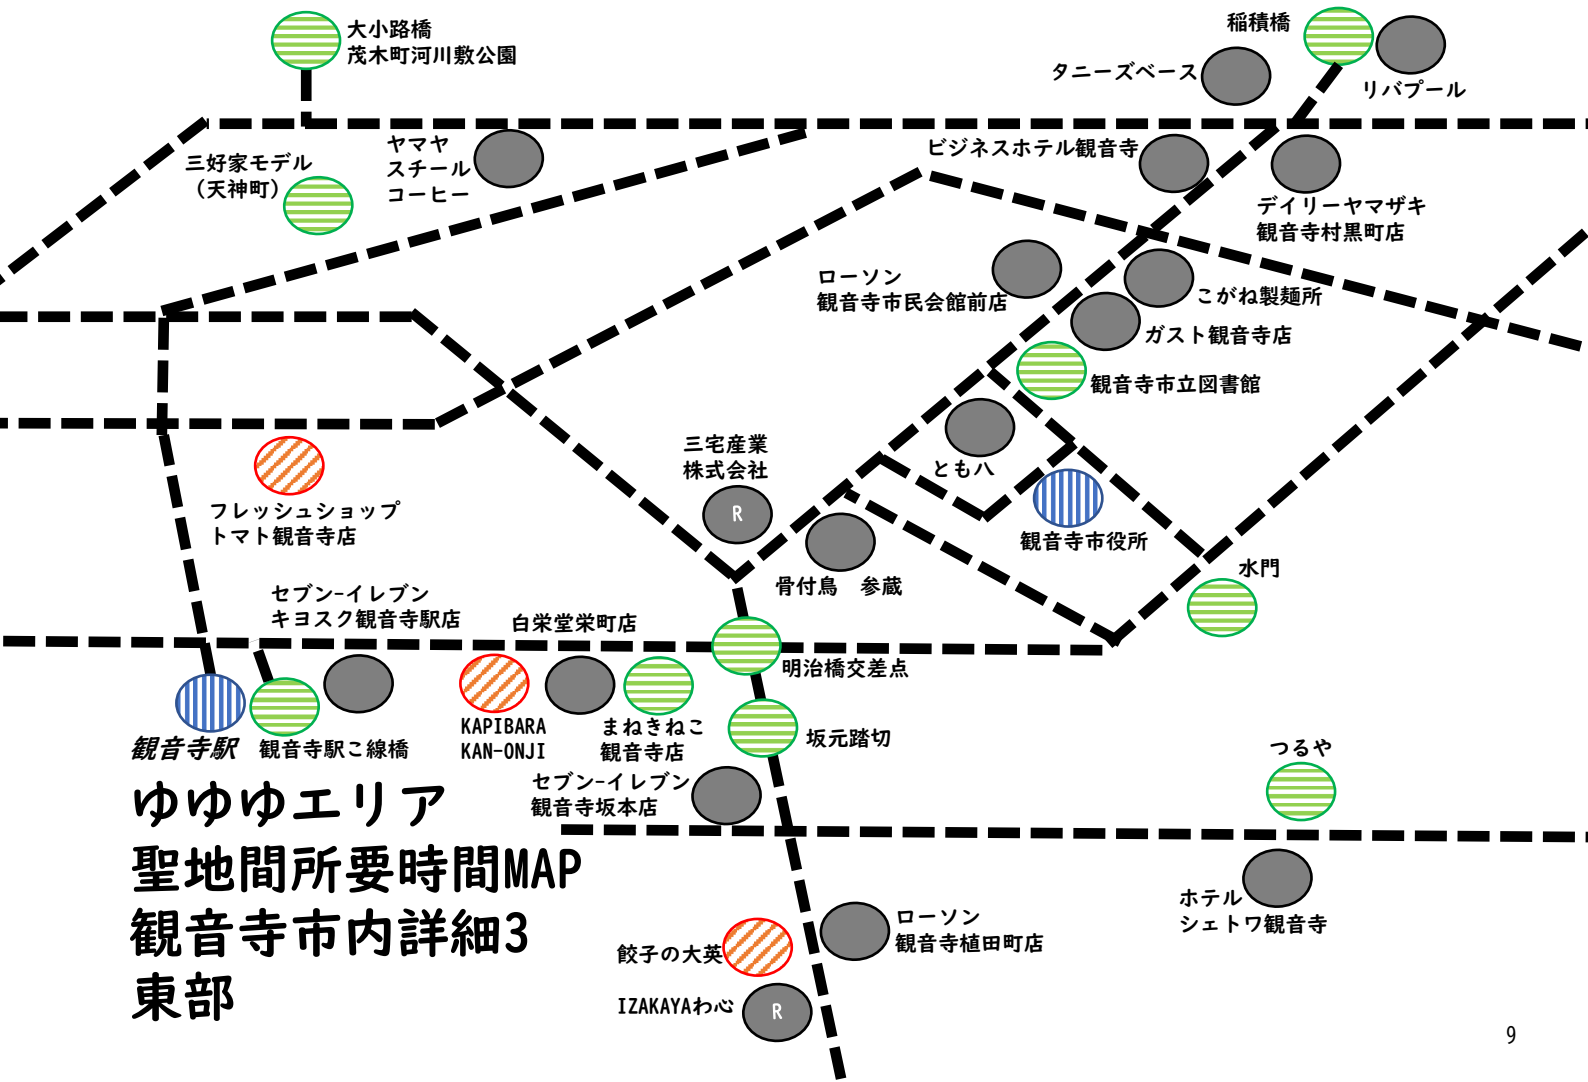 大小路橋
茂木町河川敷公園
稲積橋
タニーズベース
リバプール
ヤマヤ
スチール
コーヒー
三好家モデル
（天神町）
ビジネスホテル観音寺
デイリーヤマザキ
観音寺村黒町店
ローソン
観音寺市民会館前店
こがね製麺所
ガスト観音寺店
観音寺市立図書館
三宅産業
株式会社
R
とも八
フレッシュショップ
トマト観音寺店
観音寺市役所
骨付鳥　参蔵
水門
セブン-イレブン
キヨスク観音寺駅店
白栄堂栄町店
明治橋交差点
観音寺駅
観音寺駅こ線橋
KAPIBARA
KAN-ONJI
まねきねこ
観音寺店
坂元踏切
つるや
セブン-イレブン
観音寺坂本店
ゆゆゆエリア
聖地間所要時間MAP
観音寺市内詳細3
東部
ホテル
シェトワ観音寺
餃子の大英
ローソン
観音寺植田町店
IZAKAYAわ心
R
9